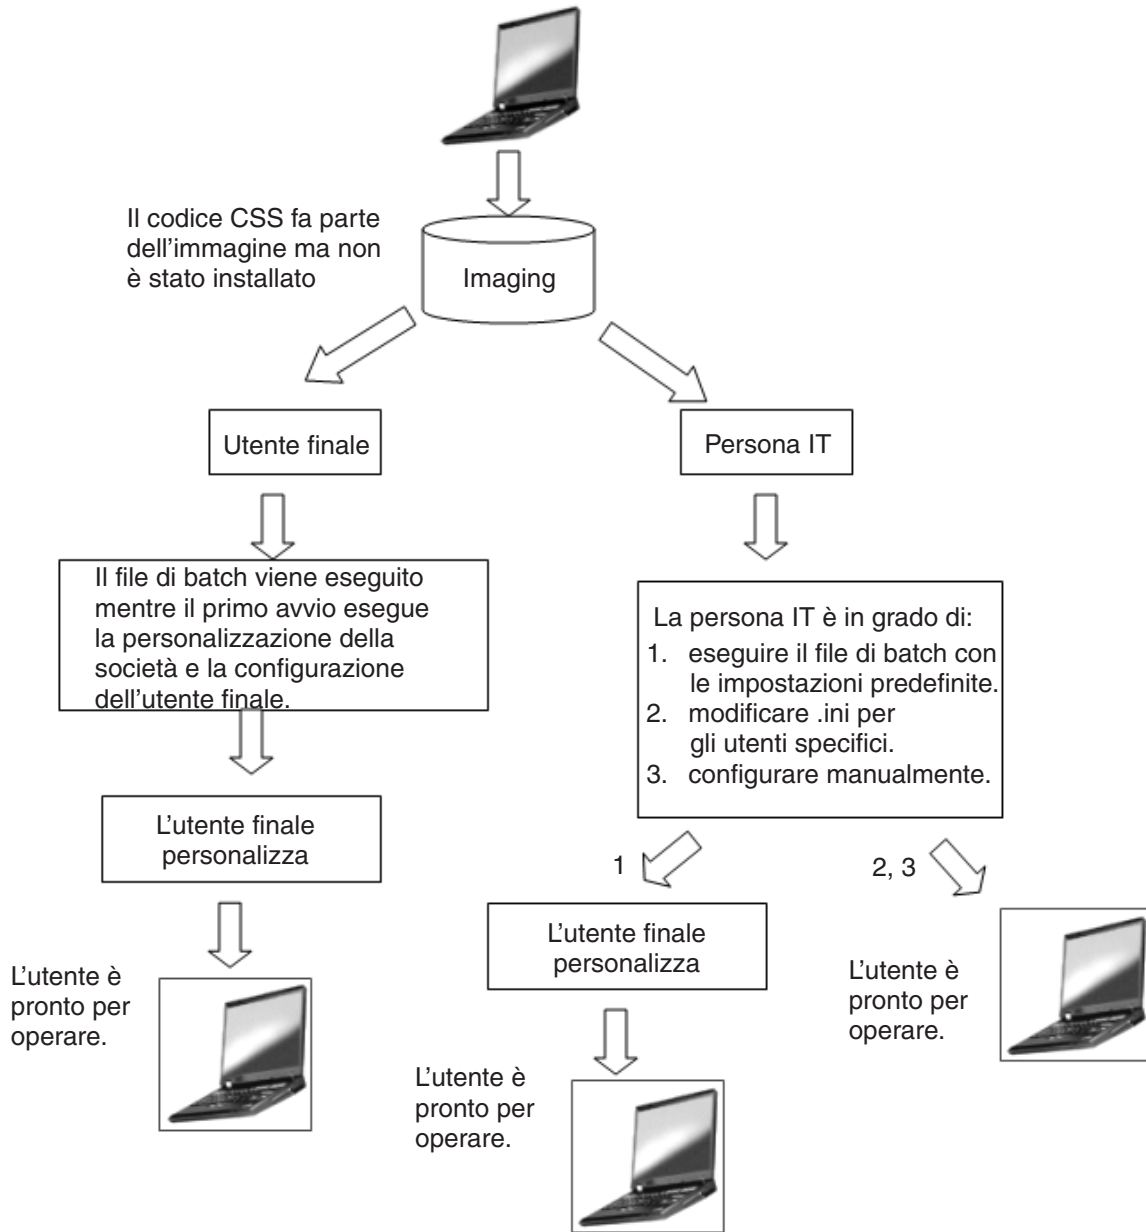 Il codice CSS fa parte
dell'immagine ma non
è stato installato
Imaging
Utente finale
Persona IT
Il file di batch viene eseguito
mentre il primo avvio esegue
la personalizzazione della
società e la configurazione
dell'utente finale.
La persona IT è in grado di:
1. eseguire il file di batch con
le impostazioni predefinite.
2. modificare .ini per
gli utenti specifici.
3. configurare manualmente.
L'utente finale
personalizza
1
2, 3
L'utente finale
personalizza
L'utente è
pronto per
operare.
L'utente è
pronto per
operare.
L'utente è
pronto per
operare.